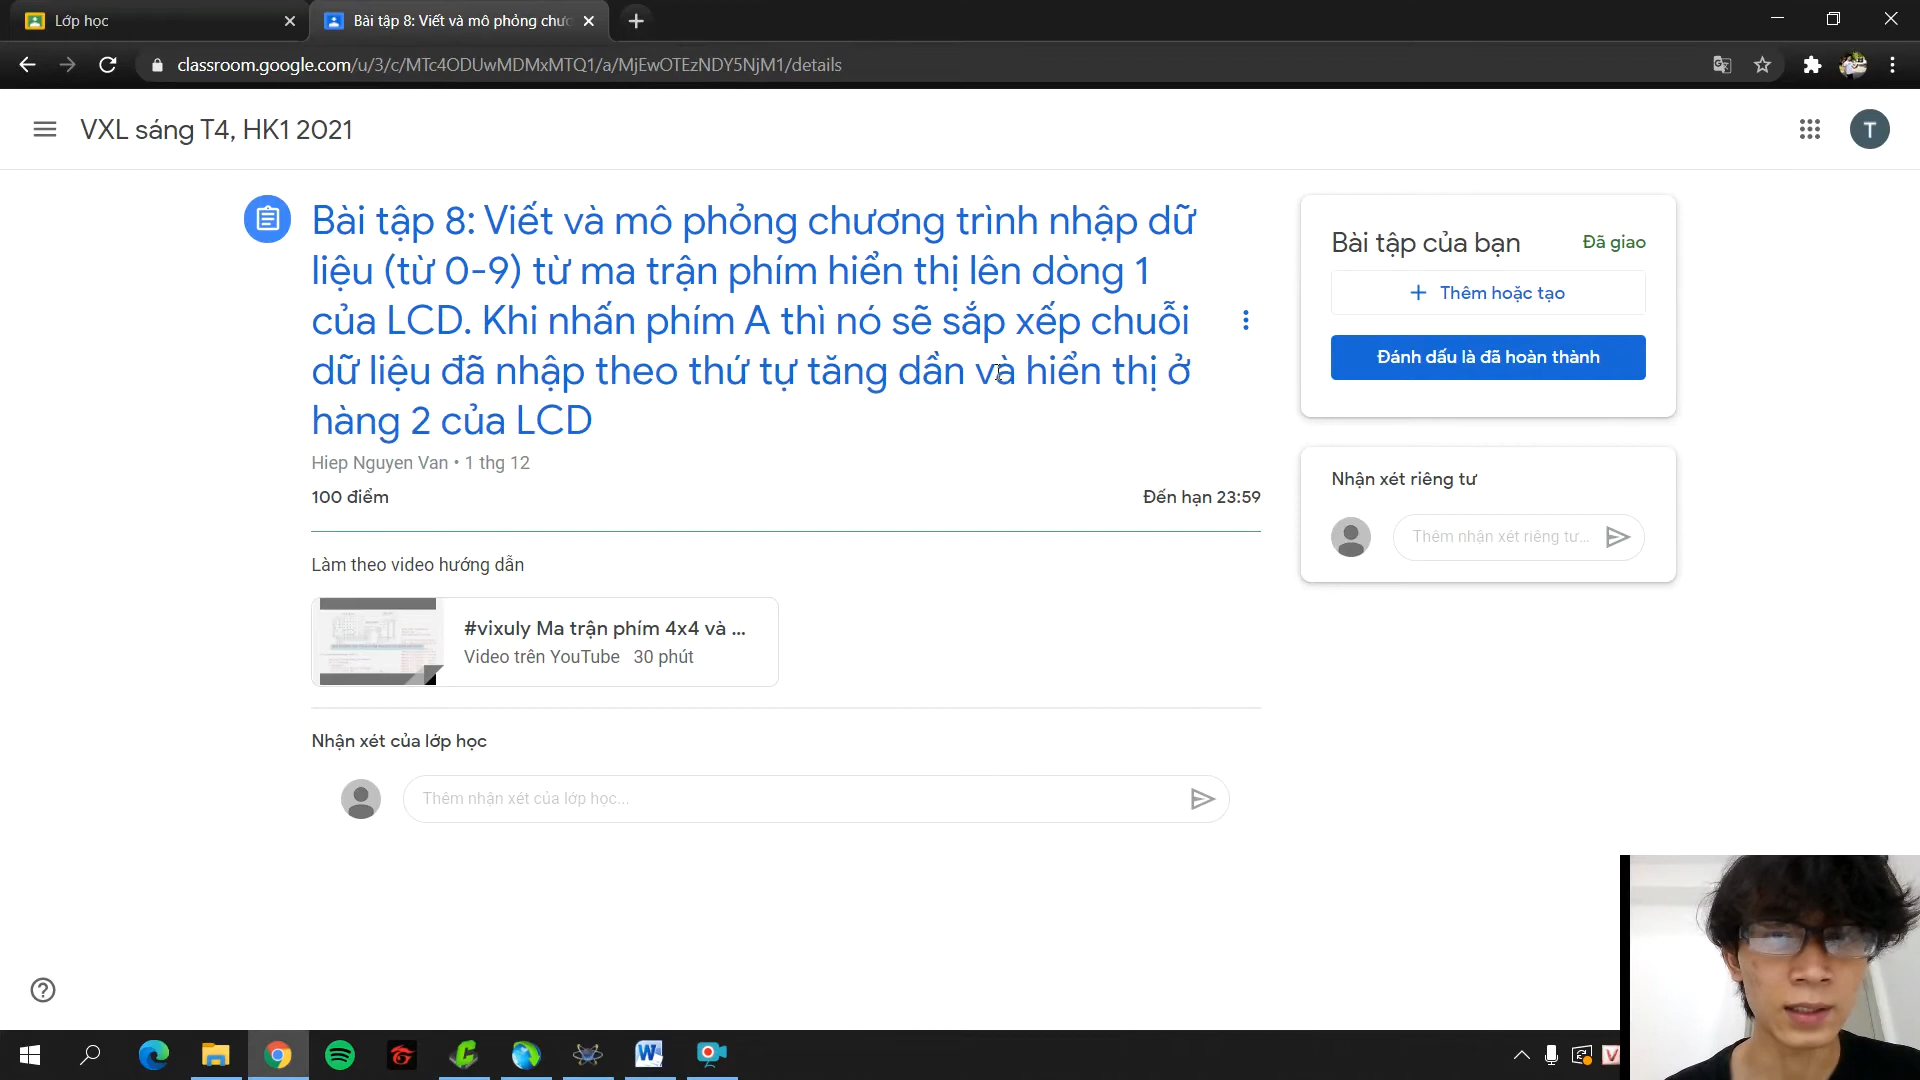 Lớp học
Bài tập 8: Viết và mô phỏng chươ
classroom.google.com/u/3/c/MTc4ODUwMDMxMTQ1/a/MjEwOTEzNDY5NjM1/details
VXL sáng T4, HK1 2021
T
Bài tập 8: Viết và mô phỏng chương trình nhập dữ
liệu (từ 0-9) từ ma trận phím hiển thị lên dòng 1
của LCD. Khi nhấn phím A thì nó sẽ sắp xếp chuỗi
dữ liệu đã nhập theo thứ tự tăng dần và hiển thị ở
hàng 2 của LCD
Hiep Nguyen Van • 1 thg 12
100 điểm
Đến hạn 23:59
Làm theo video hướng dẫn
#vixuly Ma trận phím 4x4 và ...
Video trên YouTube 30 phút
Nhận xét của lớp học
Thêm nhận xét của lớp học...
Bài tập của bạn
Đã giao
+ Thêm hoặc tạo
Đánh dấu là đã hoàn thành
Nhận xét riêng tư
Thêm nhận xét riêng tư...